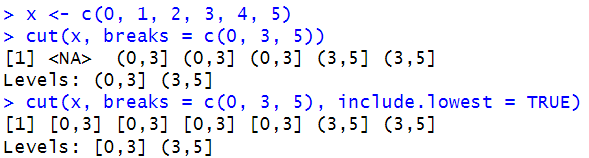 > x <- c(0, 1, 2, 3, 4, 5)
> cut(x, breaks = c(0, 3, 5))
[1] <NA>  (0,3] (0,3] (0,3] (3,5] (3,5]
Levels: (0,3] (3,5]
> cut(x, breaks = c(0, 3, 5), include.lowest = TRUE)
[1] [0,3] [0,3] [0,3] [0,3] (3,5] (3,5]
Levels: [0,3] (3,5]